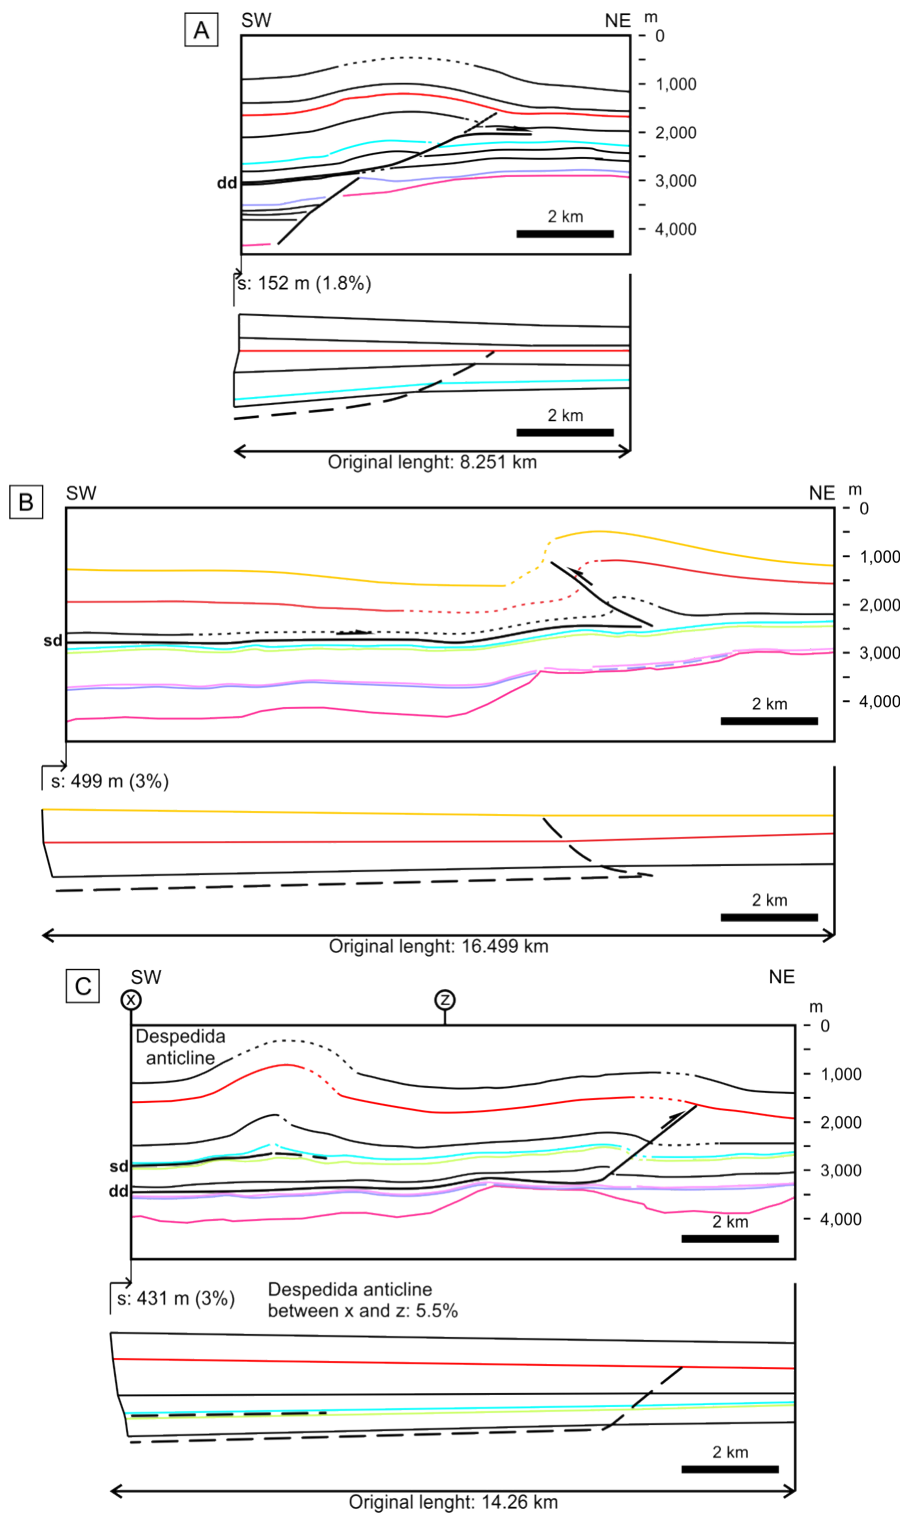 A
SW
NE
m
0
1,000
2,000
3,000
4,000
dd
2 km
s: 152 m (1.8%)
2 km
Original lenght: 8.251 km
B
SW
NE
m
0
1,000
2,000
3,000
4,000
sd
2 km
s: 499 m (3%)
2 km
Original lenght: 16.499 km
C
SW
NE
X
Z
m
0
Despedida
anticline
1,000
2,000
3,000
4,000
sd
dd
2 km
s: 431 m (3%)
Despedida anticline
between x and z: 5.5%
2 km
Original lenght: 14.26 km